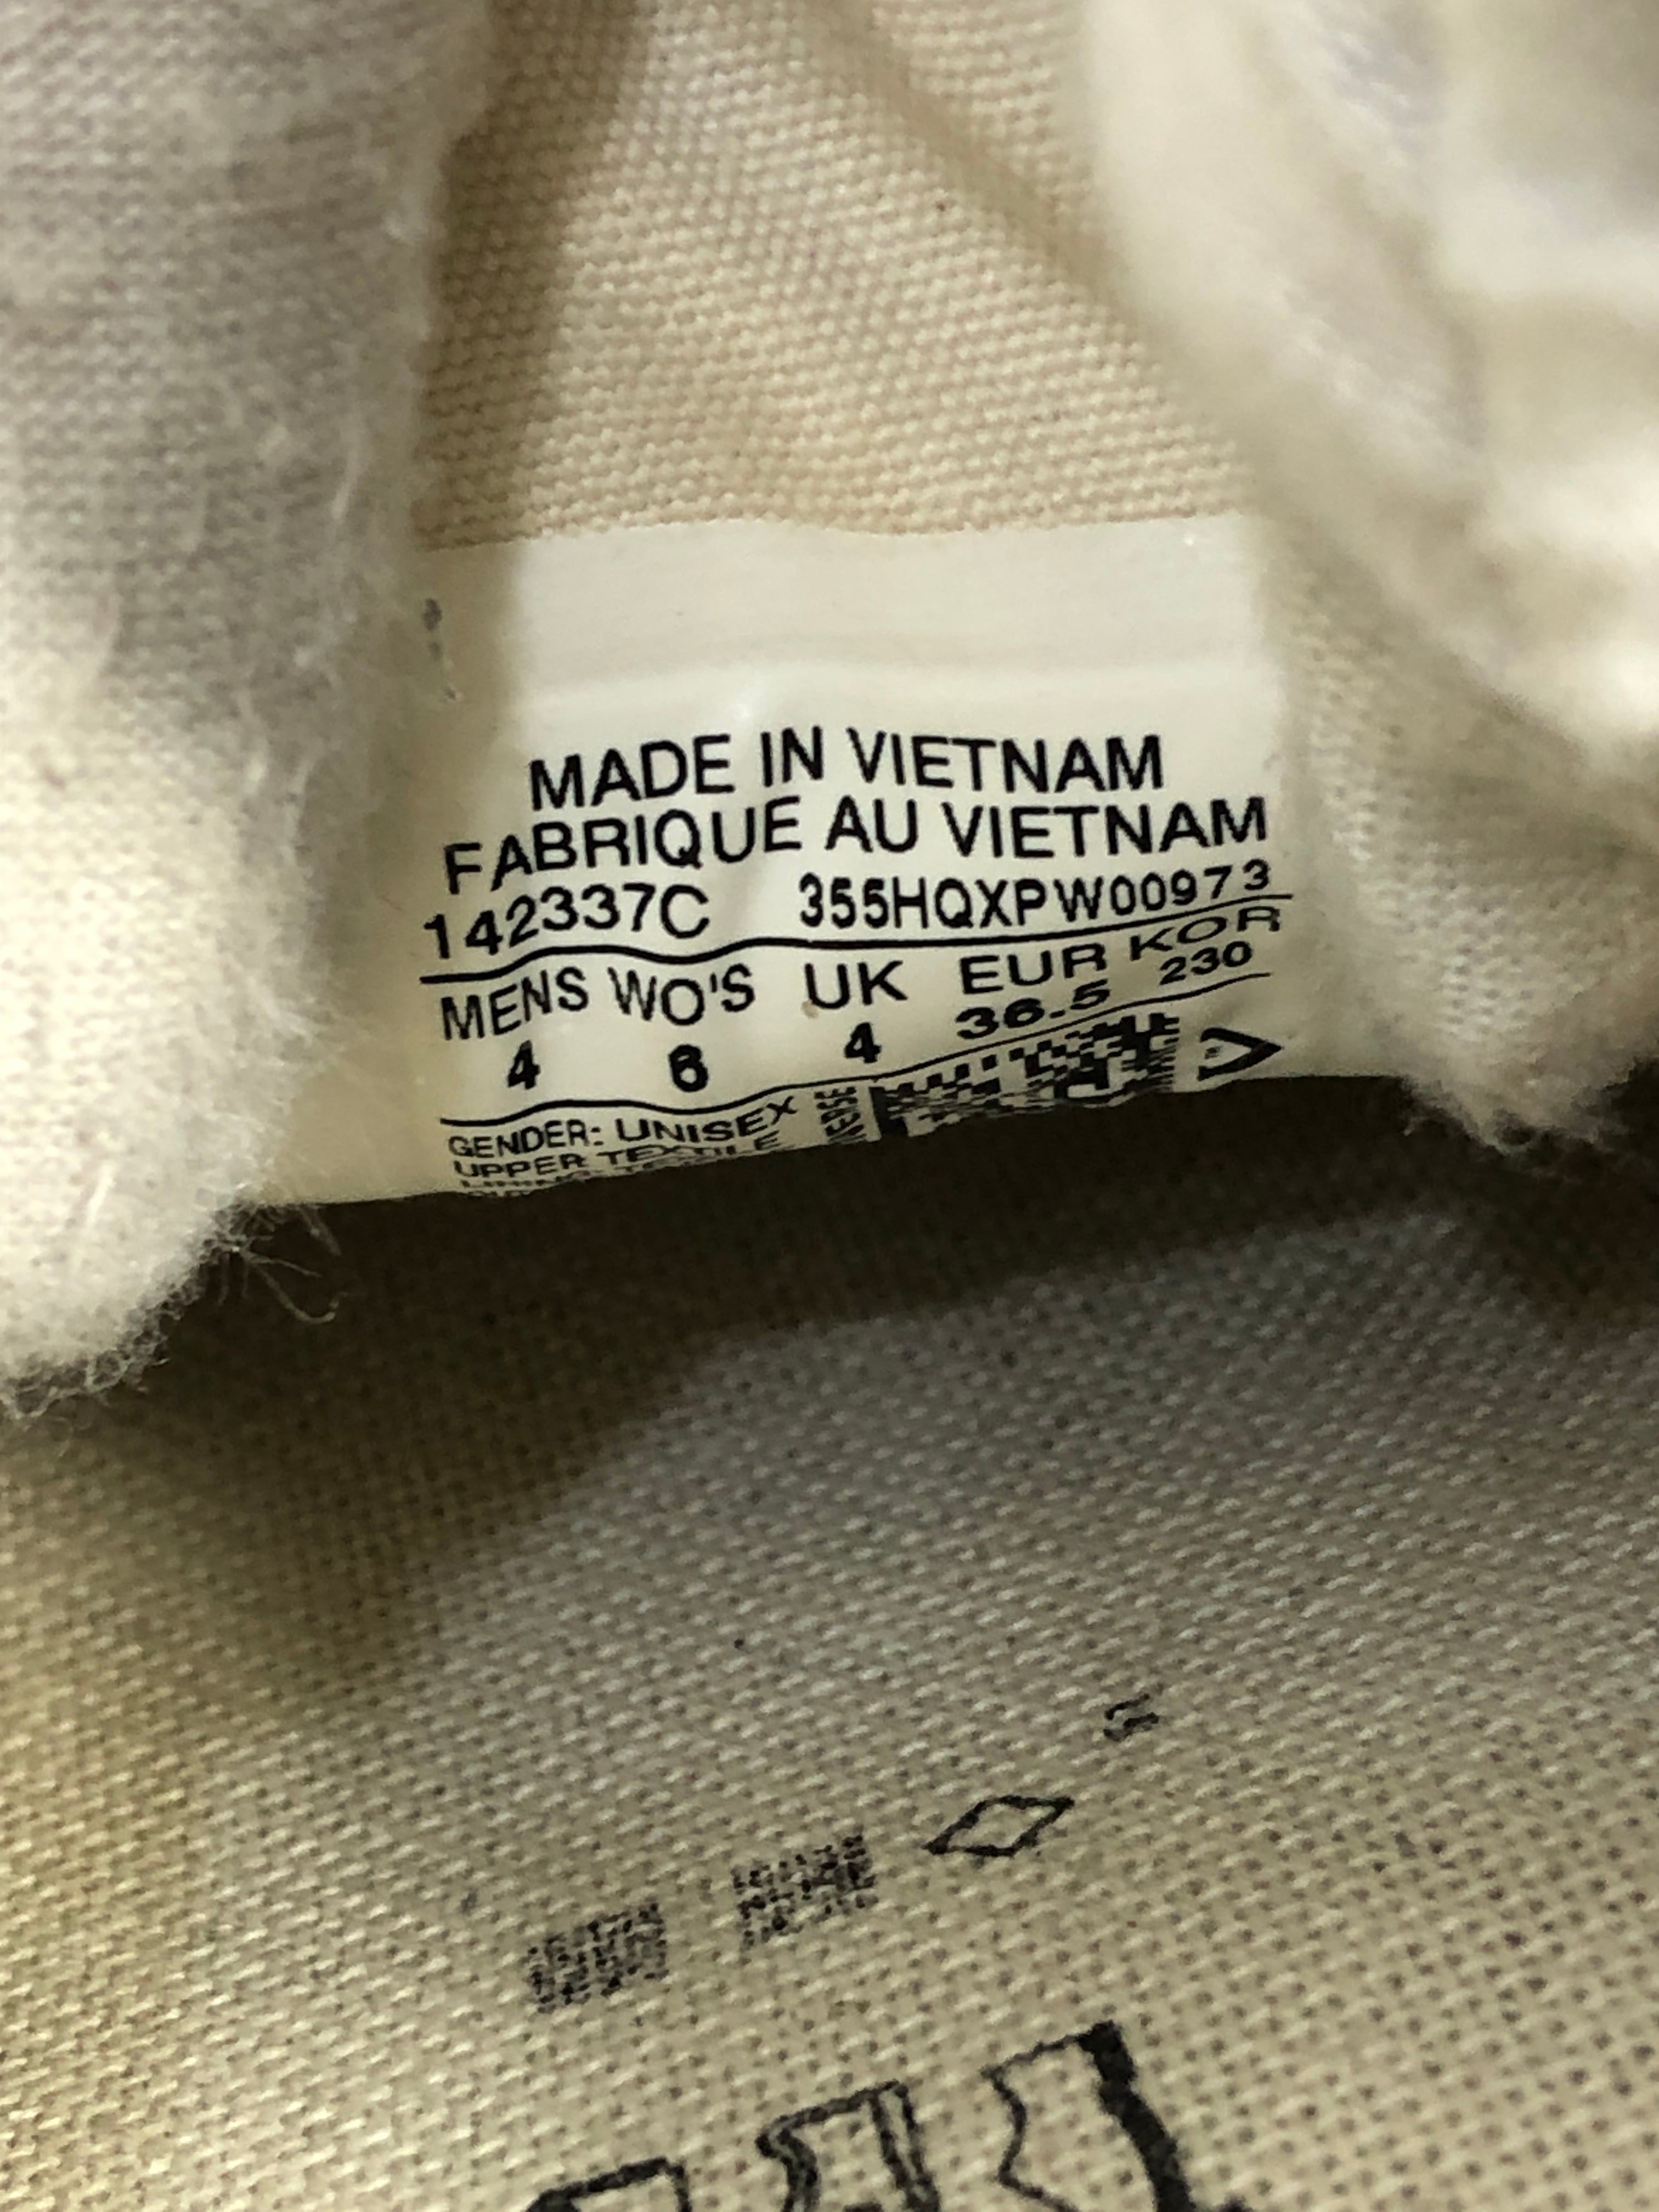 MADE IN VIETNAM
FABRIQUE AU VIETNAM
142337C 355HQXPW00973
MENS WO'S UK EUR KOR
4 6 4 36.5 230
GENDER: UNISEX
UPPER TEXTILE